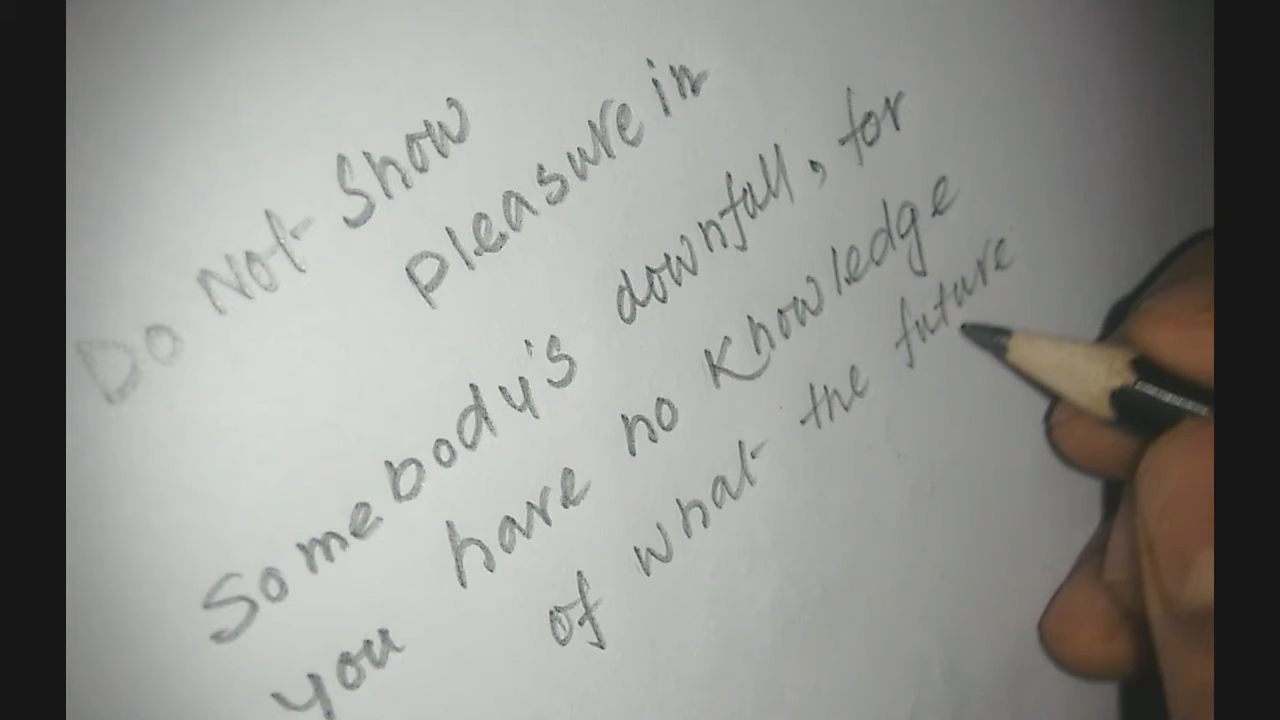 Do Not Show
pleasure in
Somebody's downfall, for
you have no knowledge
of what the future